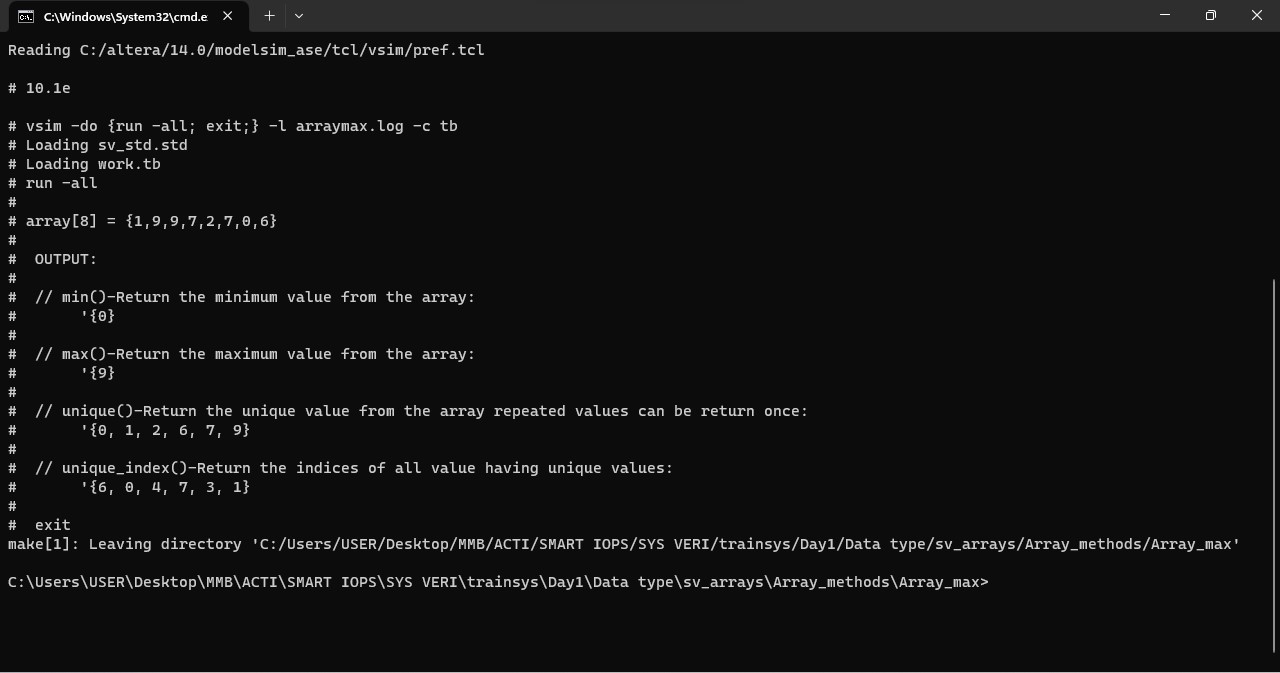 C:\Windows\System32\cmd.e
Reading C:/altera/14.0/modelsim_ase/tcl/vsim/pref.tcl
# 10.1e
# vsim -do {run -all; exit;} -l arraymax.log -c tb
# Loading sv_std.std
# Loading work.tb
# run -all
#
# array[8] = {1,9,9,7,2,7,0,6}
#
#  OUTPUT:
#
#  // min()-Return the minimum value from the array:
#       '{0}
#
#  // max()-Return the maximum value from the array:
#       '{9}
#
#  // unique()-Return the unique value from the array repeated values can be return once:
#       '{0, 1, 2, 6, 7, 9}
#
#  // unique_index()-Return the indices of all value having unique values:
#       '{6, 0, 4, 7, 3, 1}
#
#  exit
make[1]: Leaving directory 'C:/Users/USER/Desktop/MMB/ACTI/SMART IOPS/SYS VERI/trainsys/Day1/Data type/sv_arrays/Array_methods/Array_max'
C:\Users\USER\Desktop\MMB\ACTI\SMART IOPS\SYS VERI\trainsys\Day1\Data type\sv_arrays\Array_methods\Array_max>